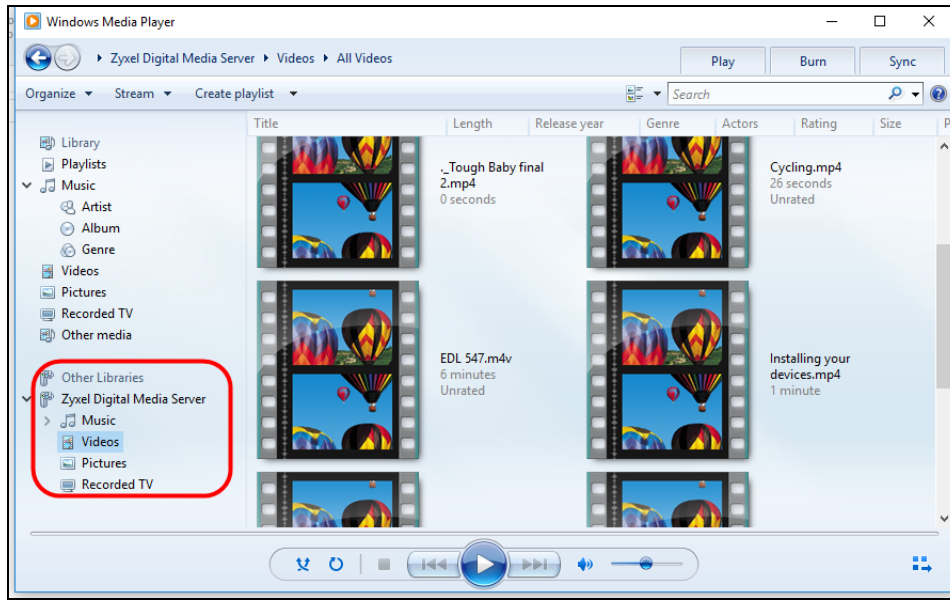 Windows Media Player
Zyxel Digital Media Server Videos All Videos
Play Burn Sync
Organize Stream Create playlist Search
Title Length Release year Genre Actors Rating Size P
Library
Playlists
Music
Artist
Album
Genre
Videos
Pictures
Recorded TV
Other media
Other Libraries
Zyxel Digital Media Server
Music
Videos
Pictures
Recorded TV
._Tough Baby final
2.mp4
0 seconds
Cycling.mp4
26 seconds
Unrated
EDL 547.m4v
6 minutes
Unrated
Installing your
devices.mp4
1 minute